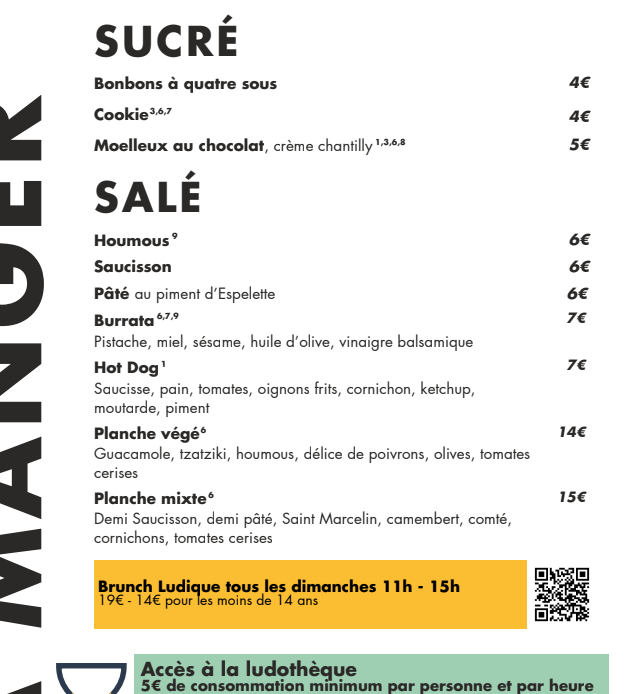 SUCRÉ
Bonbons à quatre sous 4€
Cookie 3,6,7 4€
Moelleux au chocolat, crème chantilly 1,3,6,8 5€
SALÉ
Houmous 9 6€
Saucisson 6€
Pâté au piment d'Espelette 6€
Burrata 6,7,9 7€
Pistache, miel, sésame, huile d'olive, vinaigre balsamique
Hot Dog 1 7€
Saucisse, pain, tomates, oignons frits, cornichon, ketchup,
moutarde, piment
Planche végé 6 14€
Guacamole, tzatziki, houmous, délice de poivrons, olives, tomates
cerises
Planche mixte 6 15€
Demi Saucisson, demi pâté, Saint Marcelin, camembert, comté,
cornichons, tomates cerises
Brunch Ludique tous les dimanches 11h - 15h
19€ - 14€ pour les moins de 14 ans
Accès à la ludothèque
5€ de consommation minimum par personne et par heure
À MANGER